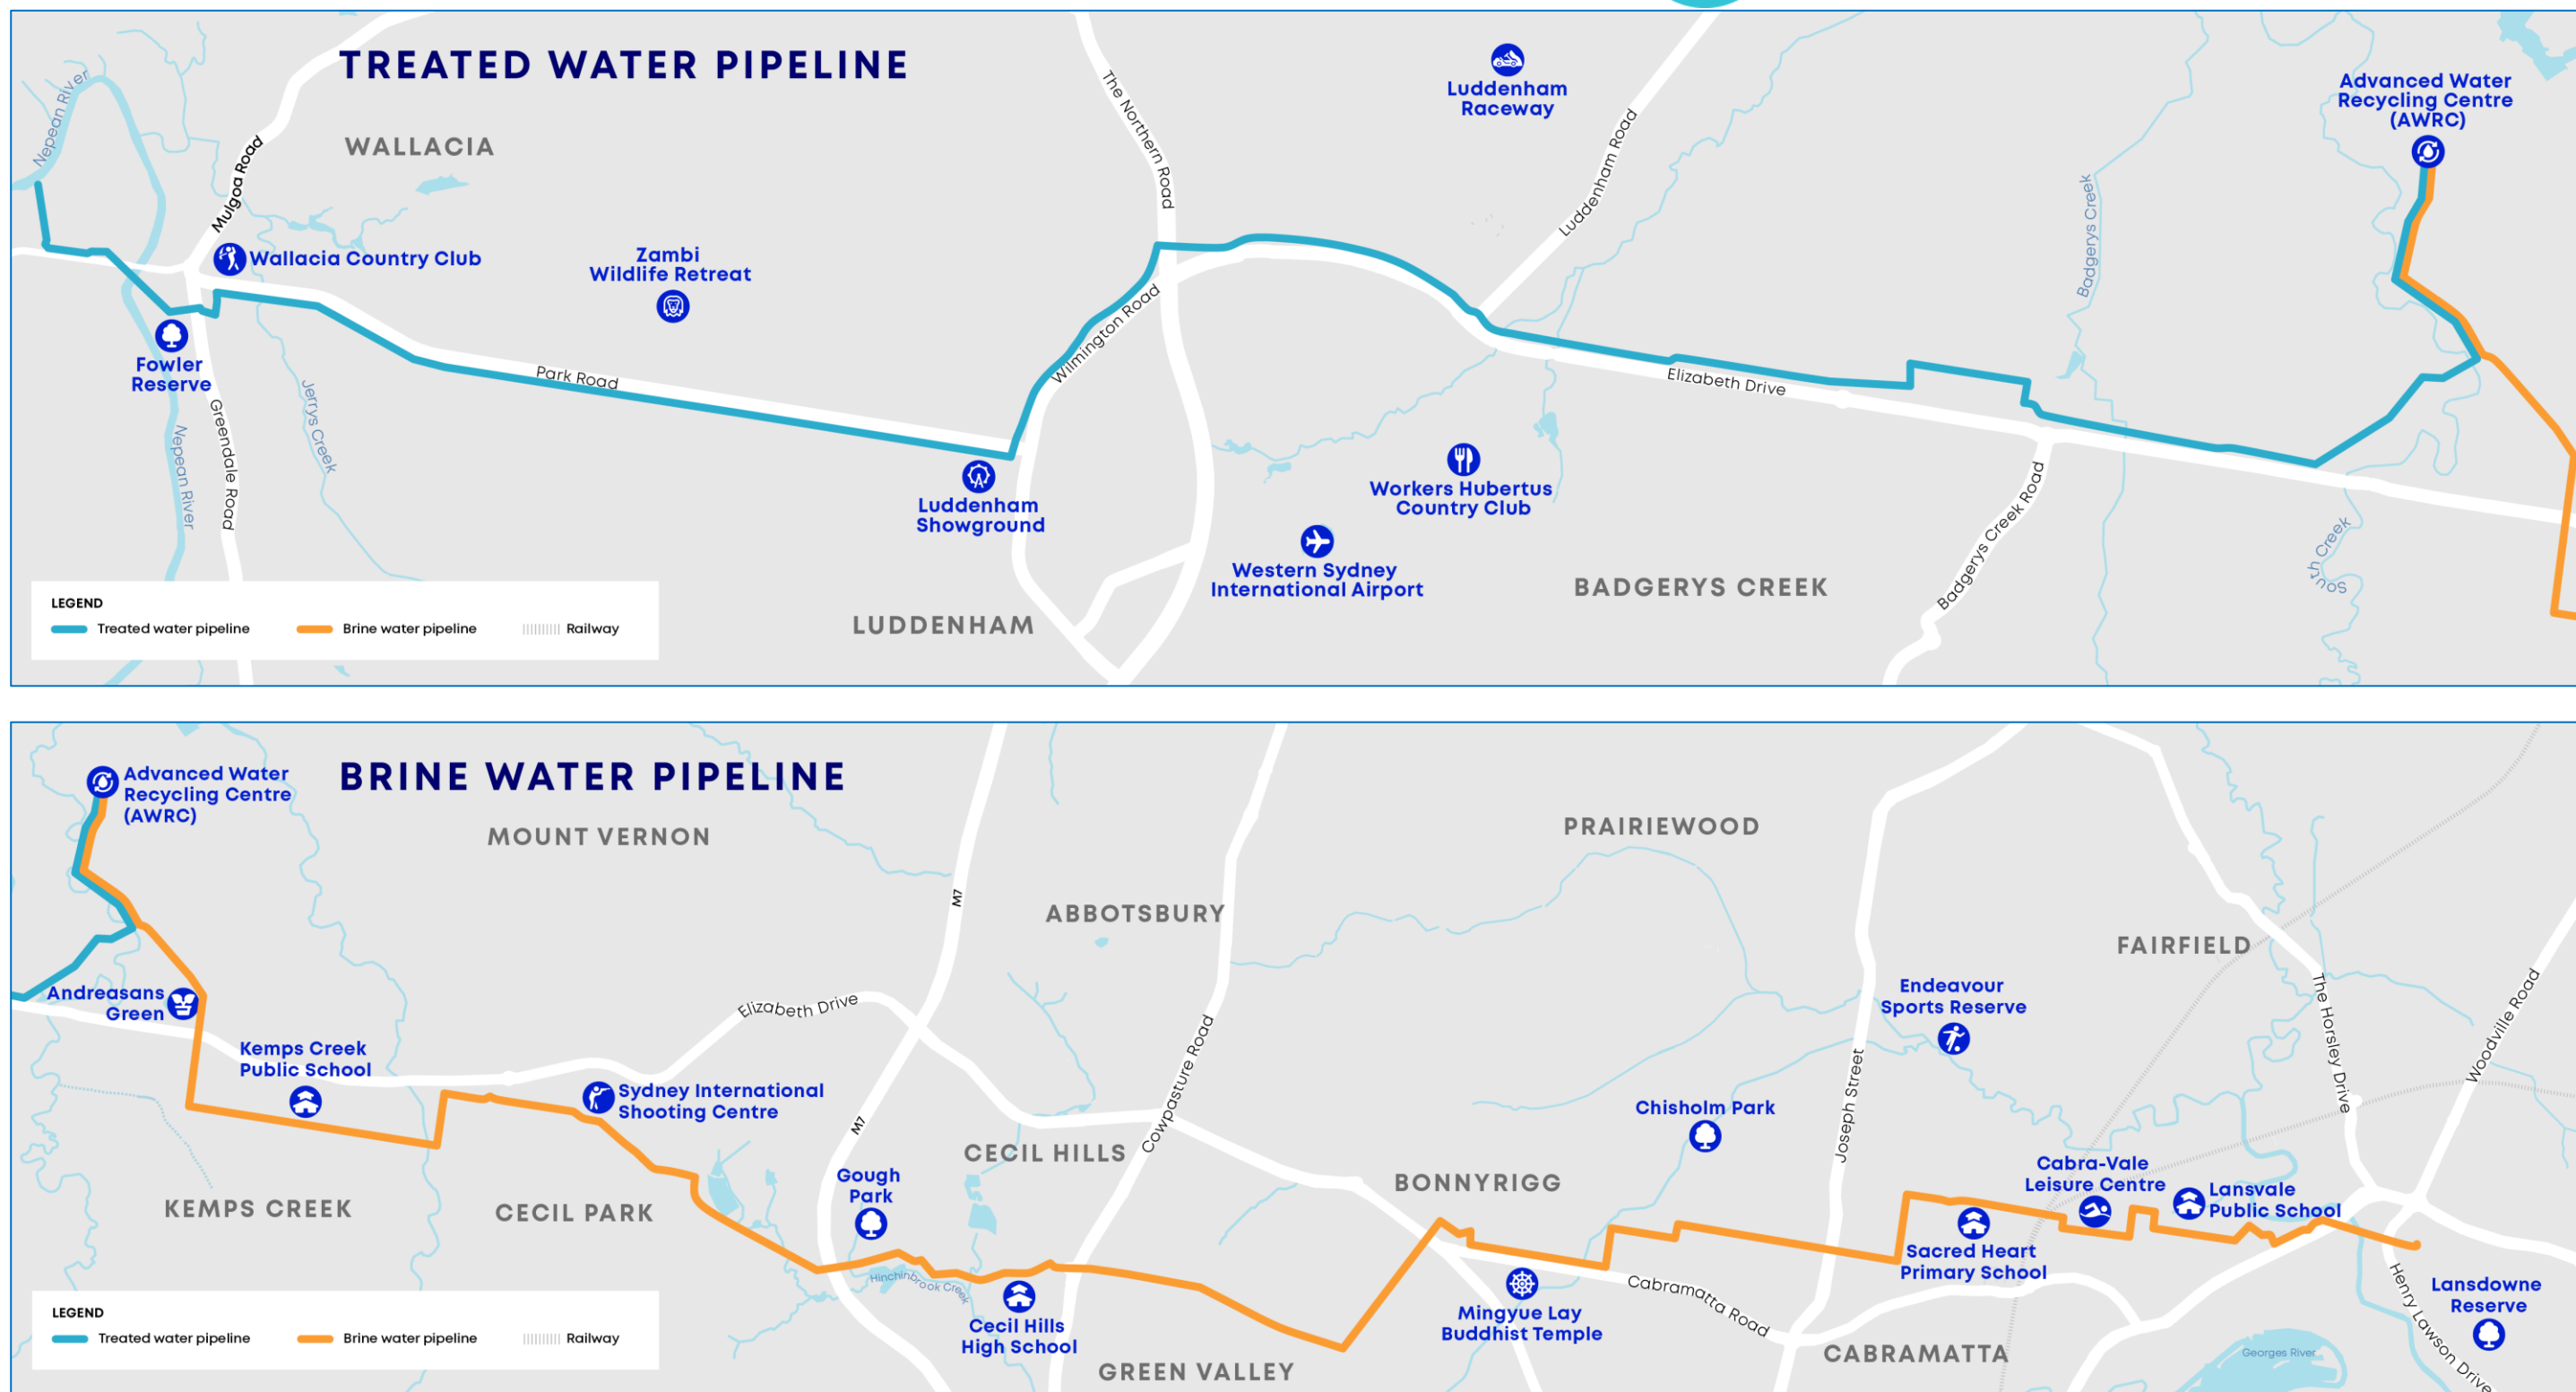 TREATED WATER PIPELINE
Nepean River
Mulgoa Road
WALLACIA
Wallacia Country Club
Zambi
Wildlife Retreat
Fowler
Reserve
Nepean River
Greendale Road
Jerrys Creek
Park Road
The Northern Road
Wilmington Road
Luddenham
Raceway
Luddenham Road
Luddenham
Showground
LUDDENHAM
Workers Hubertus
Country Club
Western Sydney
International Airport
Elizabeth Drive
BADGERYS CREEK
Badgerys Creek Road
Badgerys Creek
South Creek
Advanced Water
Recycling Centre
(AWRC)
LEGEND
Treated water pipeline
Brine water pipeline
Railway
BRINE WATER PIPELINE
Advanced Water
Recycling Centre
(AWRC)
MOUNT VERNON
Andreasans
Green
Kemps Creek
Public School
KEMPS CREEK
Elizabeth Drive
Sydney International
Shooting Centre
CECIL PARK
M7
M7
Gough
Park
Hinchinbrook Creek
ABBOTSBURY
CECIL HILLS
Cowpasture Road
Cecil Hills
High School
GREEN VALLEY
PRAIRIEWOOD
BONNYRIGG
Chisholm Park
Mingyue Lay
Buddhist Temple
Cabramatta Road
Joseph Street
Endeavour
Sports Reserve
FAIRFIELD
Cabra-Vale
Leisure Centre
Lansvale
Public School
Sacred Heart
Primary School
CABRAMATTA
The Horsley Drive
Woodville Road
Henry Lawson Drive
Lansdowne
Reserve
Georges River
LEGEND
Treated water pipeline
Brine water pipeline
Railway